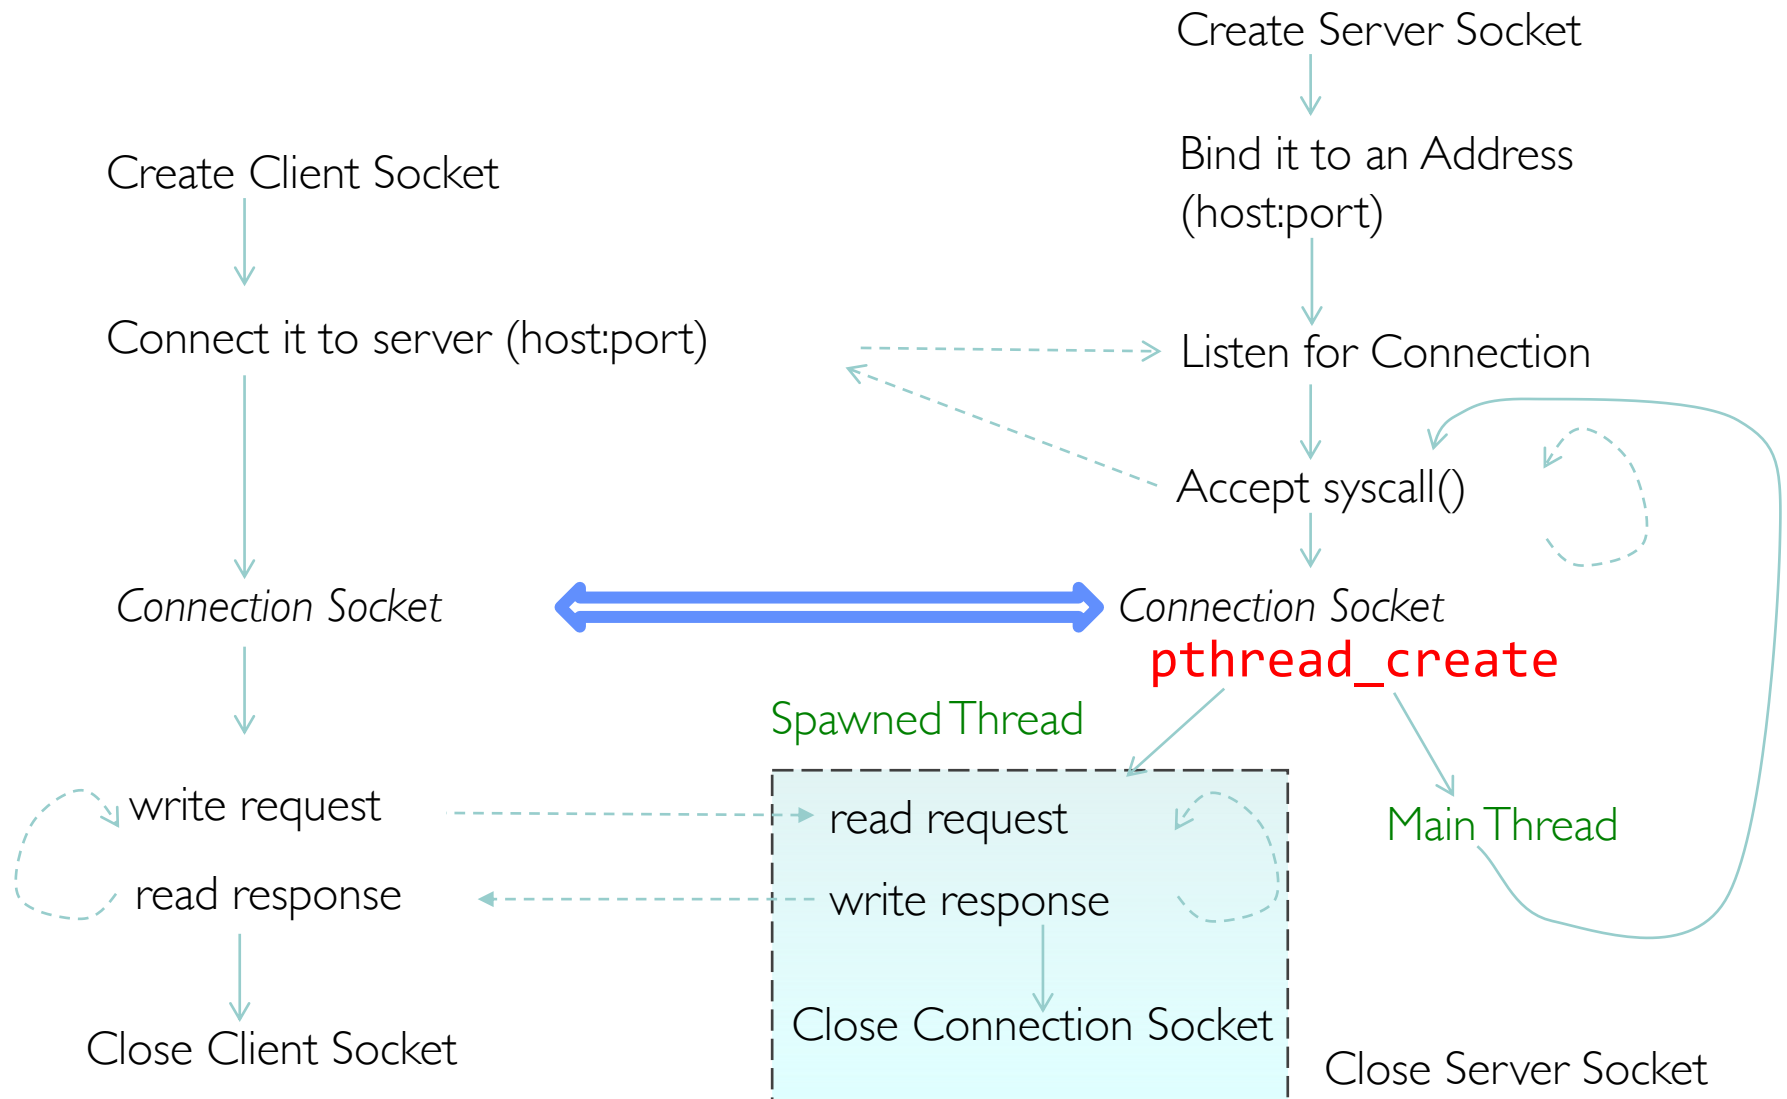 Create Server Socket
Bind it to an Address
(host:port)
Create Client Socket
Connect it to server (host:port)
Listen for Connection
Accept syscall()
Connection Socket
Connection Socket
pthread_create
Spawned Thread
write request
read request
Main Thread
read response
write response
Close Connection Socket
Close Client Socket
Close Server Socket